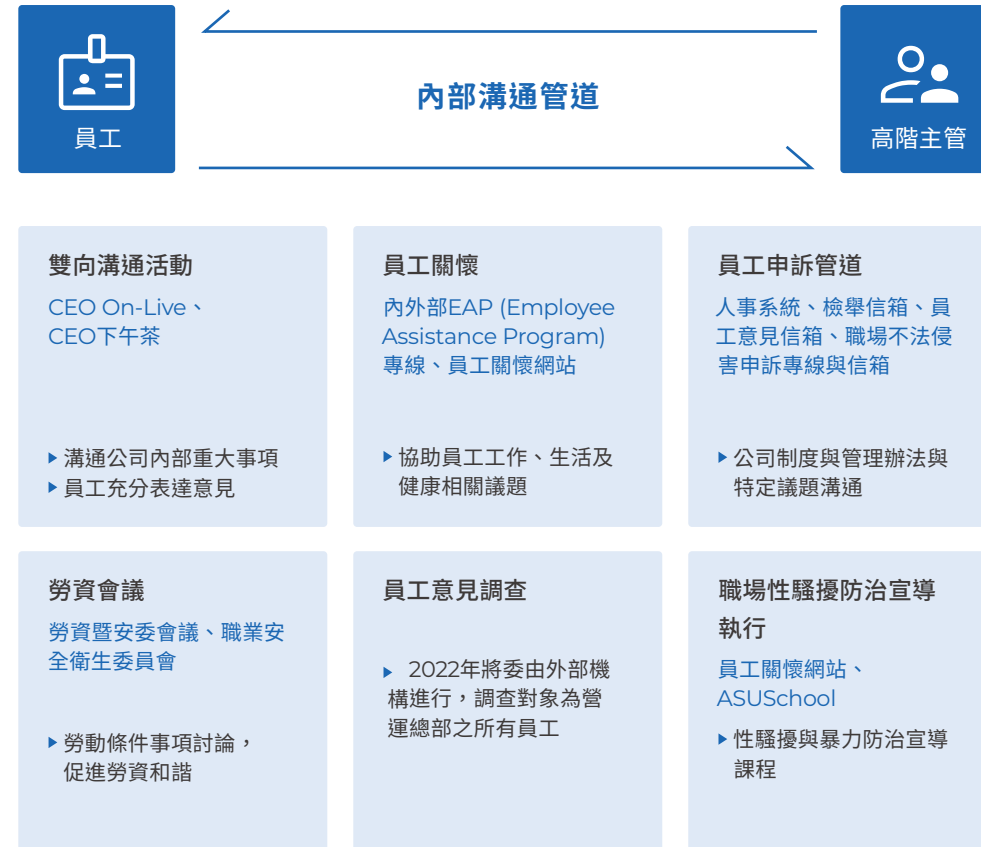 員工
內部溝通管道
高階主管
雙向溝通活動
CEO On-Live、
CEO下午茶
▶ 溝通公司內部重大事項
▶ 員工充分表達意見
員工關懷
內外部EAP (Employee
Assistance Program)
專線、員工關懷網站
▶ 協助員工工作、生活及
健康相關議題
員工申訴管道
人事系統、檢舉信箱、員
工意見信箱、職場不法侵
害申訴專線與信箱
▶ 公司制度與管理辦法與
特定議題溝通
勞資會議
勞資暨安委會議、職業安
全衛生委員會
▶ 勞動條件事項討論，
促進勞資和諧
員工意見調查
▶ 2022年將委由外部機
構進行，調查對象為營
運總部之所有員工
職場性騷擾防治宣導
執行
員工關懷網站、
ASUSchool
▶ 性騷擾與暴力防治宣導
課程